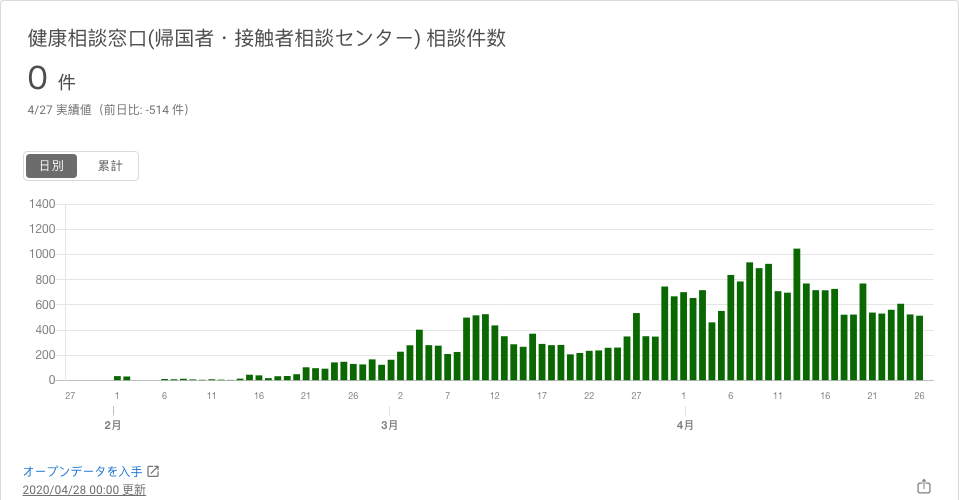 健康相談窓口(帰国者・接触者相談センター) 相談件数
0 件
4/27 実績値（前日比: -514 件）
日別 累計
1400
1200
1000
800
600
400
200
0
27 1 6 11 16 21 26 2 7 12 17 22 27 1 6 11 16 21 26
2月 3月 4月
オープンデータを入手
2020/04/28 00:00 更新